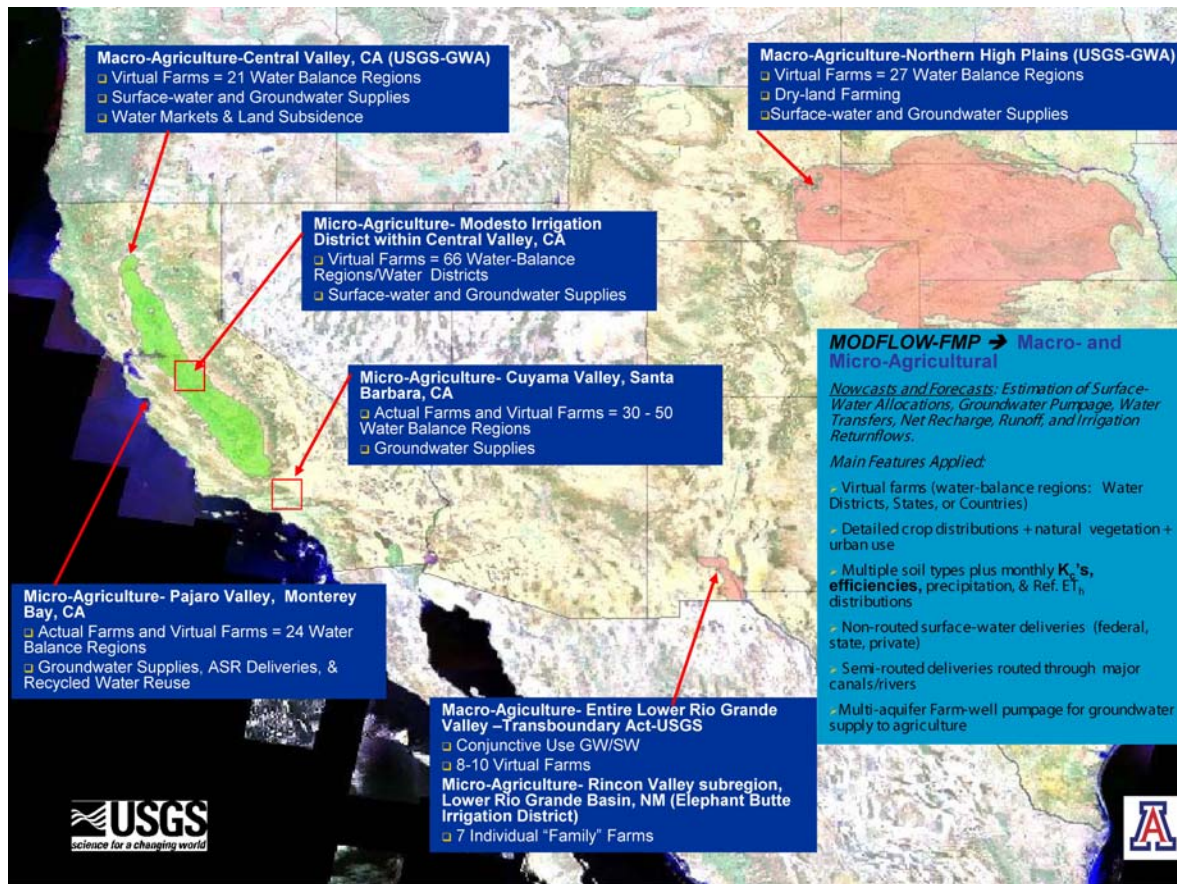 Macro-Agriculture-Central Valley, CA (USGS-GWA)
❑ Virtual Farms = 21 Water Balance Regions
❑ Surface-water and Groundwater Supplies
❑ Water Markets & Land Subsidence
Macro-Agriculture-Northern High Plains (USGS-GWA)
❑ Virtual Farms = 27 Water Balance Regions
❑ Dry-land Farming
❑Surface-water and Groundwater Supplies
Micro-Agriculture- Modesto Irrigation
District within Central Valley, CA
❑ Virtual Farms = 66 Water-Balance
Regions/Water Districts
❑ Surface-water and Groundwater Supplies
Micro-Agriculture- Cuyama Valley, Santa
Barbara, CA
❑ Actual Farms and Virtual Farms = 30 - 50
Water Balance Regions
❑ Groundwater Supplies
MODFLOW-FMP ➔ Macro- and
Micro-Agricultural
Nowcasts and Forecasts: Estimation of Surface-
Water Allocations, Groundwater Pumpage, Water
Transfers, Net Recharge, Runoff, and Irrigation
Returnflows.
Main Features Applied:
➢ Virtual farms (water-balance regions: Water
Districts, States, or Countries)
➢ Detailed crop distributions + natural vegetation +
urban use
➢ Multiple soil types plus monthly Kc's,
efficiencies, precipitation, & Ref. ETh
distributions
➢ Non-routed surface-water deliveries (federal,
state, private)
➢ Semi-routed deliveries routed through major
canals/rivers
➢Multi-aquifer Farm-well pumpage for groundwater
supply to agriculture
Micro-Agriculture- Pajaro Valley, Monterey
Bay, CA
❑ Actual Farms and Virtual Farms = 24 Water
Balance Regions
❑ Groundwater Supplies, ASR Deliveries, &
Recycled Water Reuse
Macro-Agiculture- Entire Lower Rio Grande
Valley –Transboundary Act-USGS
❑ Conjunctive Use GW/SW
❑ 8-10 Virtual Farms
Micro-Agriculture- Rincon Valley subregion,
Lower Rio Grande Basin, NM (Elephant Butte
Irrigation District)
❑ 7 Individual "Family" Farms
USGS
science for a changing world
A